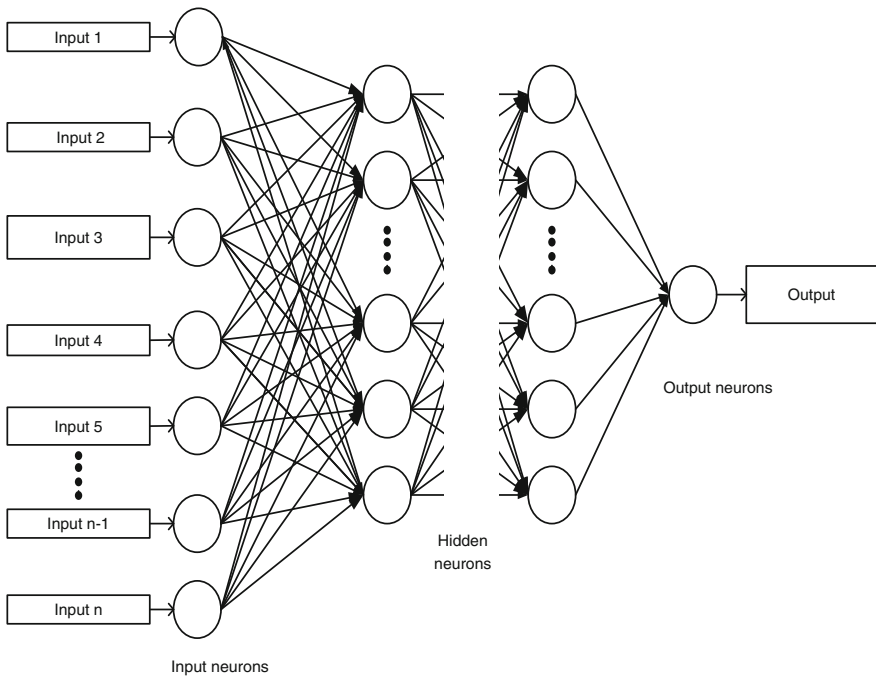 Input 1
Input 2
Input 3
Input 4
Input 5
Input n-1
Input n
Input neurons
Hidden
neurons
Output neurons
Output